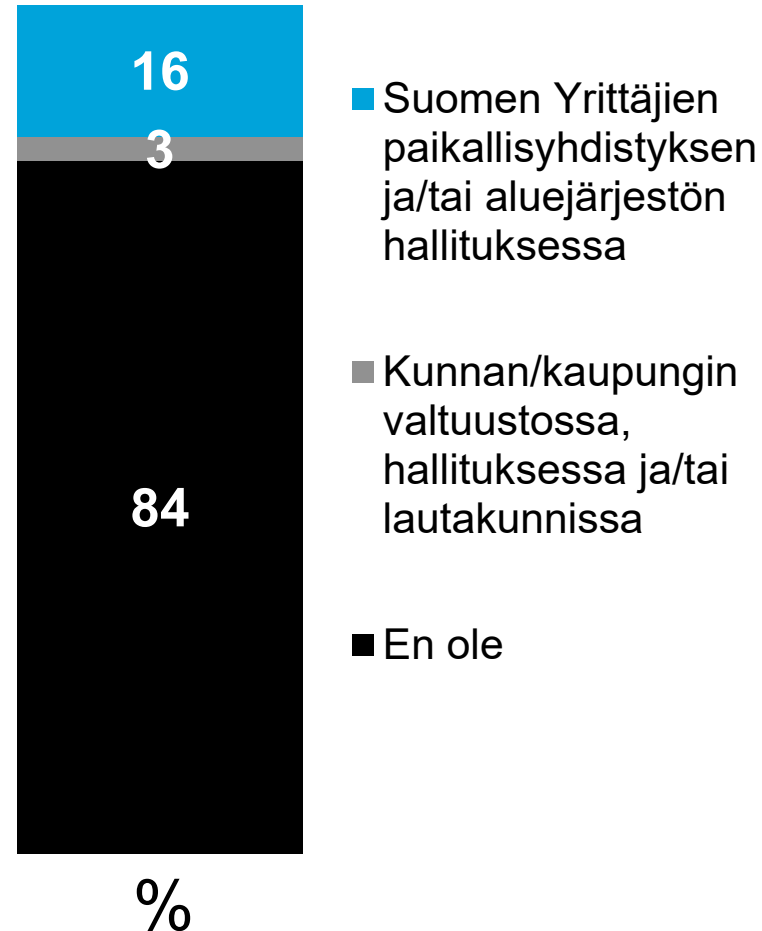 16
3
84
%
Suomen Yrittäjien
paikallisyhdistyksen
ja/tai aluejärjestön
hallituksessa
Kunnan/kaupungin
valtuustossa,
hallituksessa ja/tai
lautakunnissa
En ole